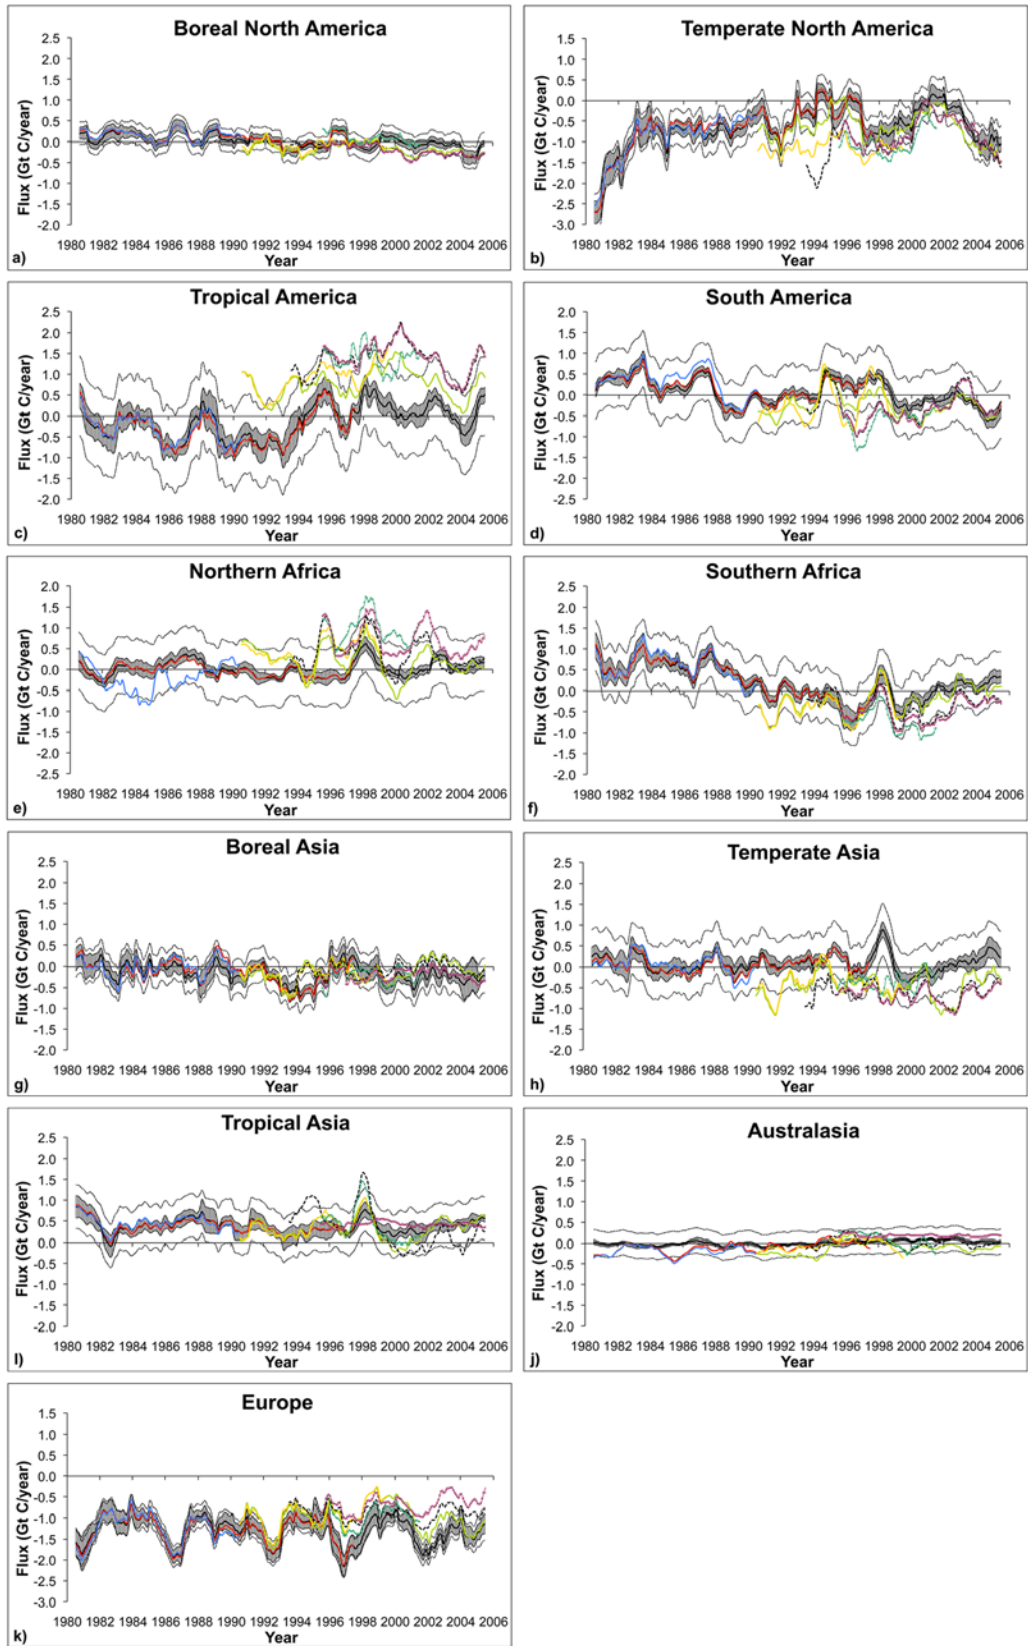 Boreal North America
2.5
2.0
1.5
1.0
0.5
0.0
-0.5
-1.0
-1.5
-2.0
Flux (Gt C/year)
1980 1982 1984 1986 1988 1990 1992 1994 1996 1998 2000 2002 2004 2006
Year
a)
Temperate North America
1.5
1.0
0.5
0.0
-0.5
-1.0
-1.5
-2.0
-2.5
-3.0
Flux (Gt C/year)
1980 1982 1984 1986 1988 1990 1992 1994 1996 1998 2000 2002 2004 2006
Year
b)
Tropical America
2.5
2.0
1.5
1.0
0.5
0.0
-0.5
-1.0
-1.5
-2.0
Flux (Gt C/year)
1980 1982 1984 1986 1988 1990 1992 1994 1996 1998 2000 2002 2004 2006
Year
c)
South America
2.0
1.5
1.0
0.5
0.0
-0.5
-1.0
-1.5
-2.0
-2.5
Flux (Gt C/year)
1980 1982 1984 1986 1988 1990 1992 1994 1996 1998 2000 2002 2004 2006
Year
d)
Northern Africa
2.0
1.5
1.0
0.5
0.0
-0.5
-1.0
-1.5
-2.0
-2.5
Flux (Gt C/year)
1980 1982 1984 1986 1988 1990 1992 1994 1996 1998 2000 2002 2004 2006
Year
e)
Southern Africa
2.5
2.0
1.5
1.0
0.5
0.0
-0.5
-1.0
-1.5
-2.0
Flux (Gt C/year)
1980 1982 1984 1986 1988 1990 1992 1994 1996 1998 2000 2002 2004 2006
Year
f)
Boreal Asia
2.5
2.0
1.5
1.0
0.5
0.0
-0.5
-1.0
-1.5
-2.0
Flux (Gt C/year)
1980 1982 1984 1986 1988 1990 1992 1994 1996 1998 2000 2002 2004 2006
Year
g)
Temperate Asia
2.5
2.0
1.5
1.0
0.5
0.0
-0.5
-1.0
-1.5
-2.0
Flux (Gt C/year)
1980 1982 1984 1986 1988 1990 1992 1994 1996 1998 2000 2002 2004 2006
Year
h)
Tropical Asia
2.5
2.0
1.5
1.0
0.5
0.0
-0.5
-1.0
-1.5
-2.0
Flux (Gt C/year)
1980 1982 1984 1986 1988 1990 1992 1994 1996 1998 2000 2002 2004 2006
Year
I)
Australasia
2.5
2.0
1.5
1.0
0.5
0.0
-0.5
-1.0
-1.5
-2.0
Flux (Gt C/year)
1980 1982 1984 1986 1988 1990 1992 1994 1996 1998 2000 2002 2004 2006
Year
j)
Europe
1.5
1.0
0.5
0.0
-0.5
-1.0
-1.5
-2.0
-2.5
-3.0
Flux (Gt C/year)
1980 1982 1984 1986 1988 1990 1992 1994 1996 1998 2000 2002 2004 2006
Year
k)